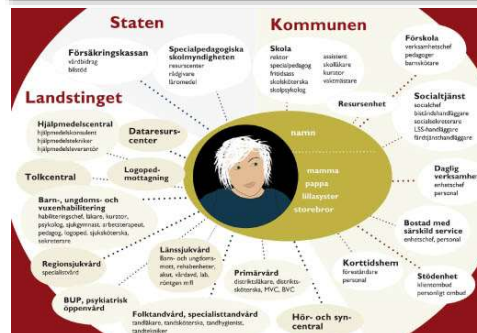 Staten
Kommunen
Försäkringskassan
vårdbidrag
bilstöd
Specialpedagogiska
skolmyndigheten
resurscenter
rådgivare
läromedel
Skola
rektor
specialpedagog
fritidsass
skolsköterska
skolpsykolog
assistent
skolläkare
kurator
vaktmästare
Förskola
verksamhetschef
pedagoger
barnskötare
Resursenhet
Socialtjänst
socialchef
biståndshandläggare
socialsekreterare
LSS-handläggare
färdtjänsthandläggare
Landstinget
Hjälpmedelscentral
hjälpmedelskonsulent
hjälpmedelstekniker
hjälpmedelsleverantör
Dataresurs-
center
Tolkcentral
Logoped-
mottagning
namn
mamma
pappa
lillasyster
storebror
Daglig
verksamhet
enhetschef
personal
Barn-, ungdoms- och
vuxenhabilitering
habiliteringschef, läkare, kurator,
psykolog, sjukgymnast, arbetsterapeut,
pedagog, logoped, sjuksköterska,
sekreterare
Bostad med
särskild service
enhetschef, personal
Regionsjukvård
specialistvård
Länssjukvård
Barn- och ungdoms-
mott, rehabenheter,
akut, vårdavd, lab,
röntgen mfl
Primärvård
distriktsläkare, distrikts-
sköterska, MVC, BVC
Korttidshem
föreståndare
personal
Stödenhet
klientombud
personligt ombud
BUP, psykiatrisk
öppenvård
Folktandvård, specialisttandvård
tandläkare, tandsköterska, tandhygienist,
tandtekniker
Hör- och syn-
central